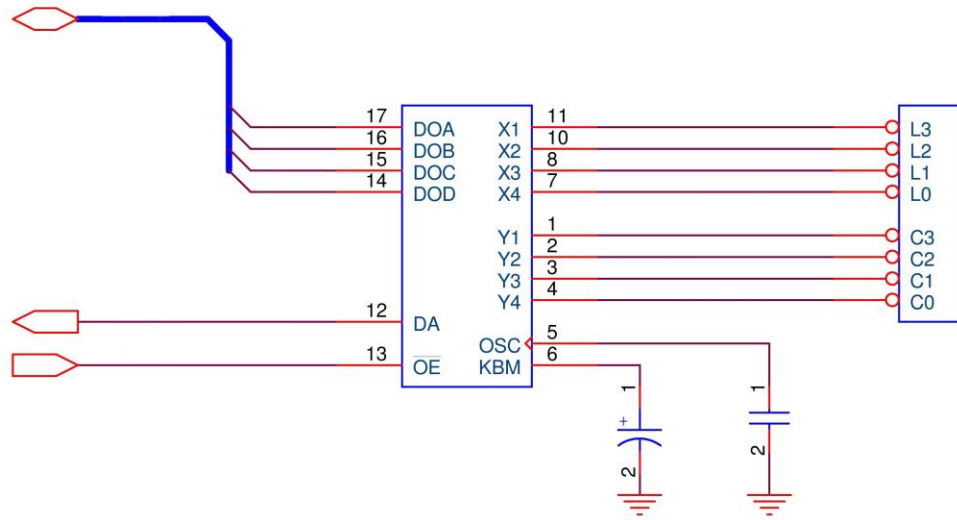 17 DOA X1 11 L3
16 DOB X2 10 L2
15 DOC X3 8 L1
14 DOD X4 7 L0
Y1 1 C3
Y2 2 C2
Y3 3 C1
Y4 4 C0
12 DA
OSC 5
13 OE KBM 6
1 1
+
2 2